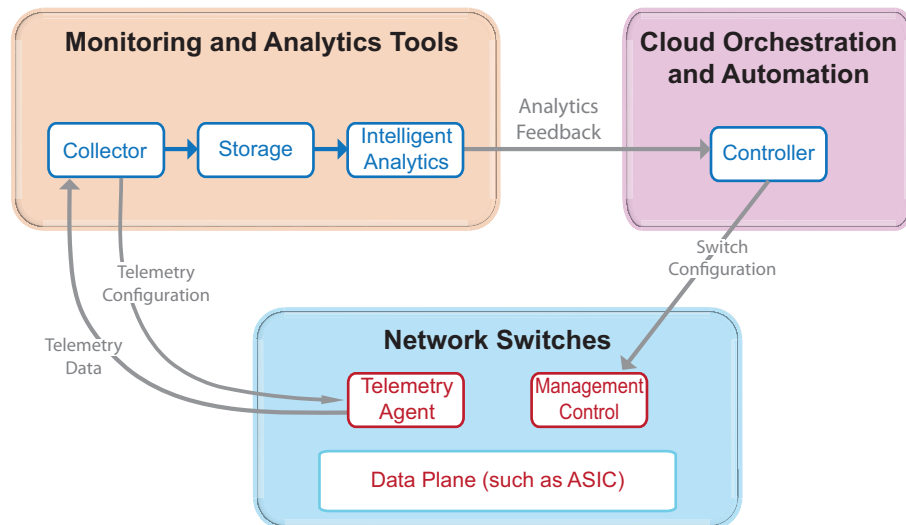 Monitoring and Analytics Tools
Cloud Orchestration
and Automation
Collector
Storage
Intelligent
Analytics
Analytics
Feedback
Controller
Telemetry
Configuration
Switch
Configuration
Telemetry
Data
Network Switches
Telemetry
Agent
Management
Control
Data Plane (such as ASIC)